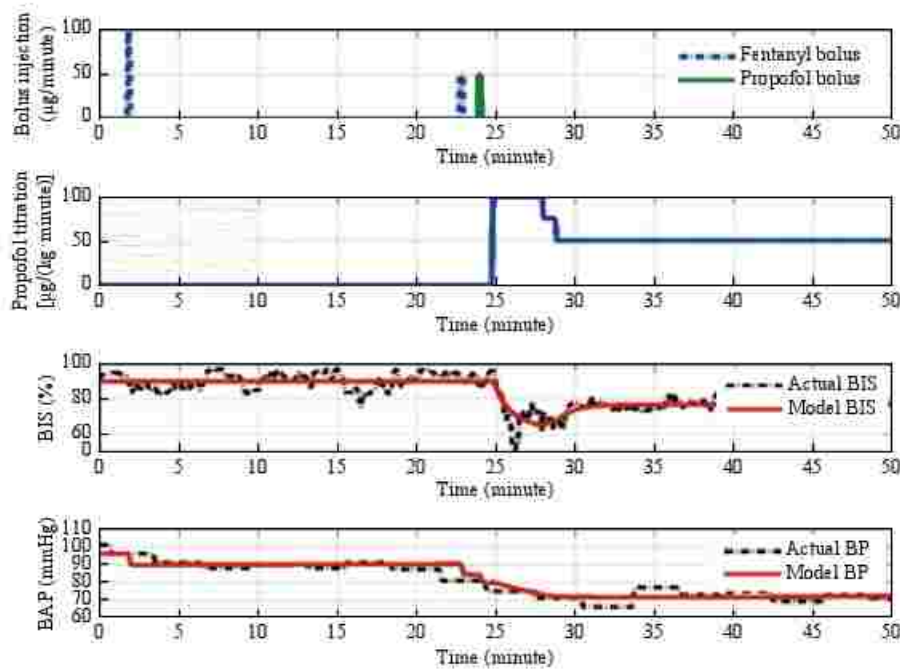 Bolus injection
(μg/minute)
100
50
0
Fentanyl bolus
Propofol bolus
0 5 10 15 20 25 30 35 40 45 50
Time (minute)
Propofol titration
[μg/(kg minute)]
100
50
0
0 5 10 15 20 25 30 35 40 45 50
Time (minute)
BIS (%)
100
80
60
0
Actual BIS
Model BIS
0 5 10 15 20 25 30 35 40 45 50
Time (minute)
BAP (mmHg)
110
100
90
80
70
60
Actual BP
Model BP
0 5 10 15 20 25 30 35 40 45 50
Time (minute)